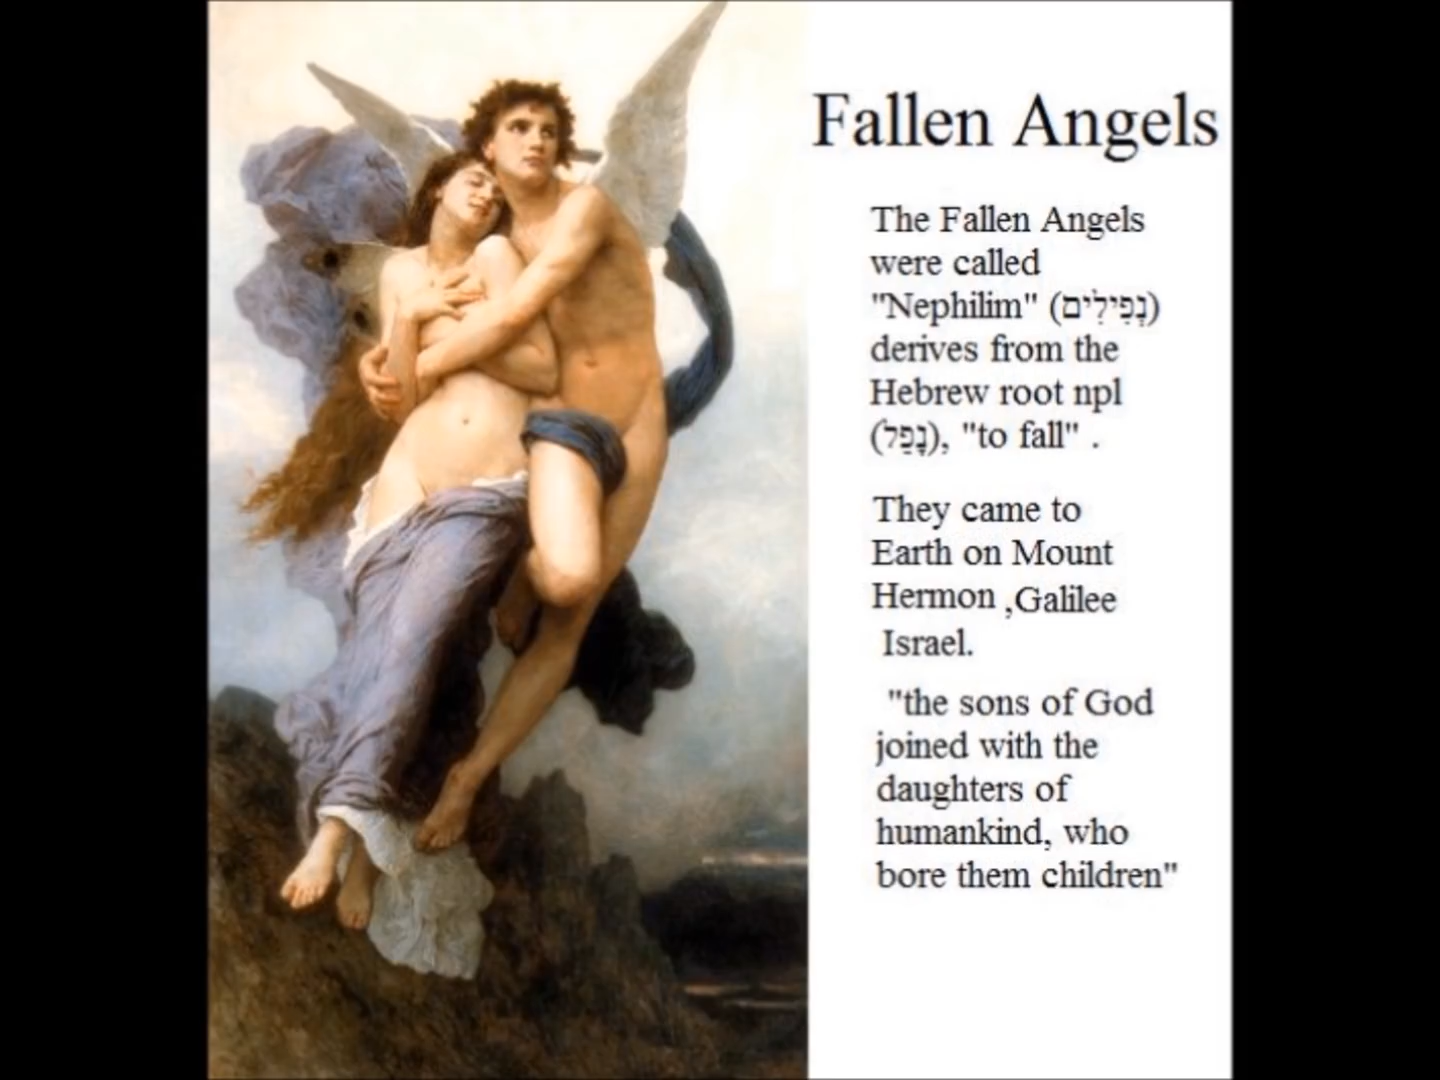 Fallen Angels
The Fallen Angels
were called
"Nephilim" (נְפִילִים)
derives from the
Hebrew root npl
(נָפַל), "to fall" .
They came to
Earth on Mount
Hermon ,Galilee
Israel.
"the sons of God
joined with the
daughters of
humankind, who
bore them children"